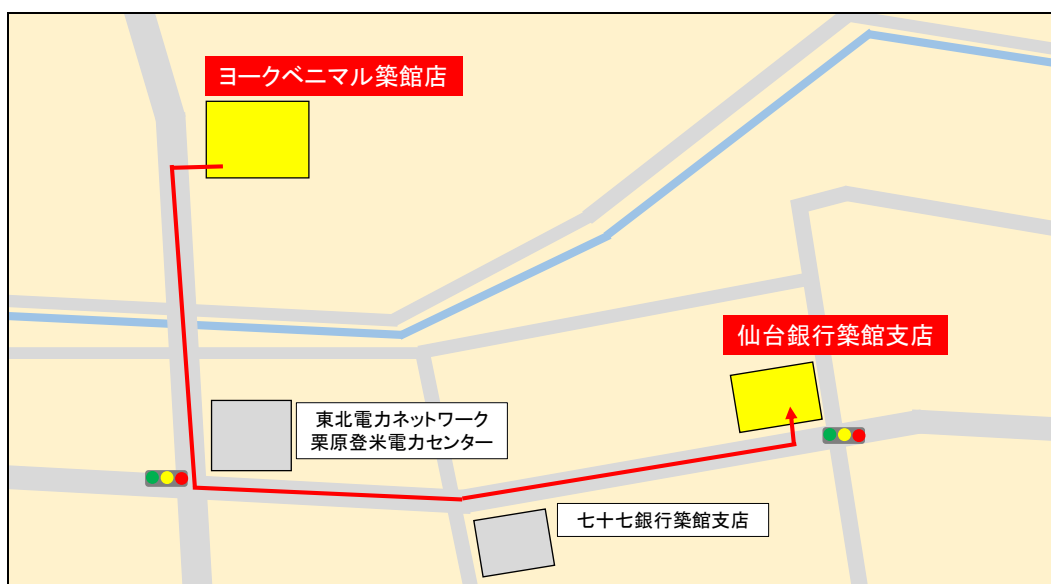 ヨークベニマル築館店
仙台銀行築館支店
東北電力ネットワーク
栗原登米電力センター
七十七銀行築館支店